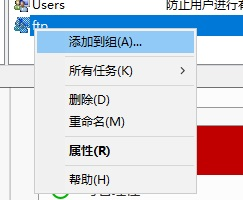 Users 防止用户进行有
ftp
添加到组(A)...
所有任务(K)
删除(D)
重命名(M)
属性(R)
帮助(H)